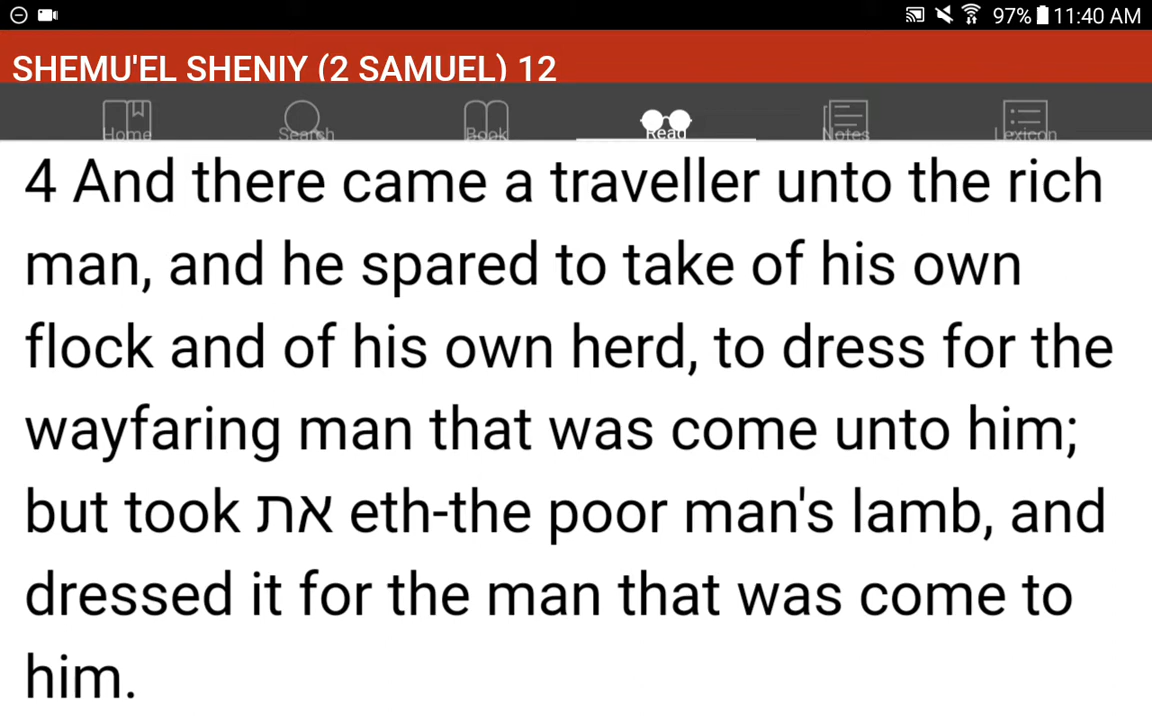 97% 11:40 AM
SHEMU'EL SHENIY (2 SAMUEL) 12
Home Search Book Read Notes Lexicon
4 And there came a traveller unto the rich
man, and he spared to take of his own
flock and of his own herd, to dress for the
wayfaring man that was come unto him;
but took את eth-the poor man's lamb, and
dressed it for the man that was come to
him.